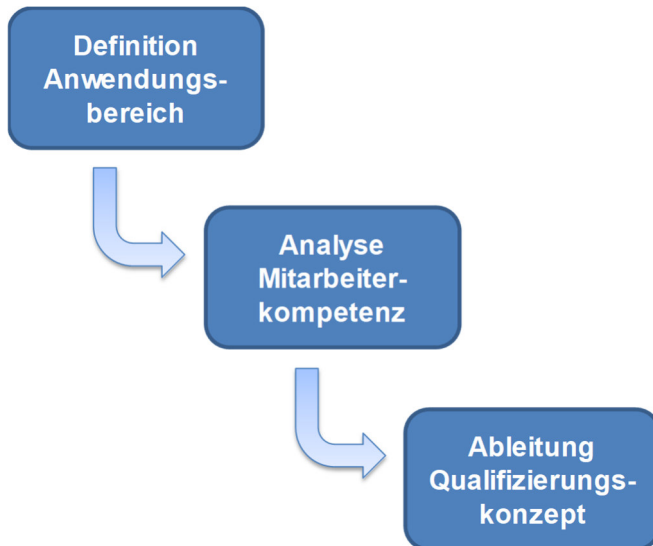 Definition
Anwendungs-
bereich
Analyse
Mitarbeiter-
kompetenz
Ableitung
Qualifizierungs-
konzept